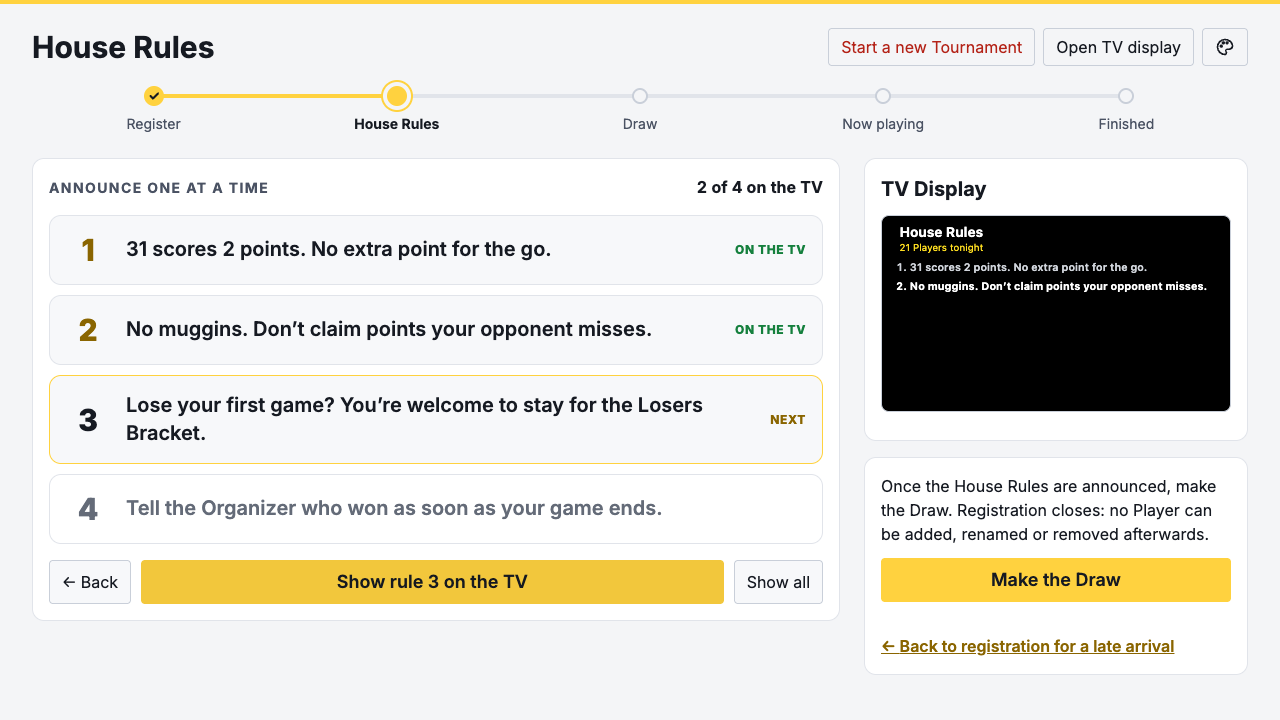 House Rules
Start a new Tournament
Open TV display
Register
House Rules
Draw
Now playing
Finished
ANNOUNCE ONE AT A TIME
2 of 4 on the TV
1
31 scores 2 points. No extra point for the go.
ON THE TV
2
No muggins. Don’t claim points your opponent misses.
ON THE TV
3
Lose your first game? You’re welcome to stay for the Losers
Bracket.
NEXT
4
Tell the Organizer who won as soon as your game ends.
← Back
Show rule 3 on the TV
Show all
TV Display
House Rules
21 Players tonight
1. 31 scores 2 points. No extra point for the go.
2. No muggins. Don’t claim points your opponent misses.
Once the House Rules are announced, make
the Draw. Registration closes: no Player can
be added, renamed or removed afterwards.
Make the Draw
← Back to registration for a late arrival